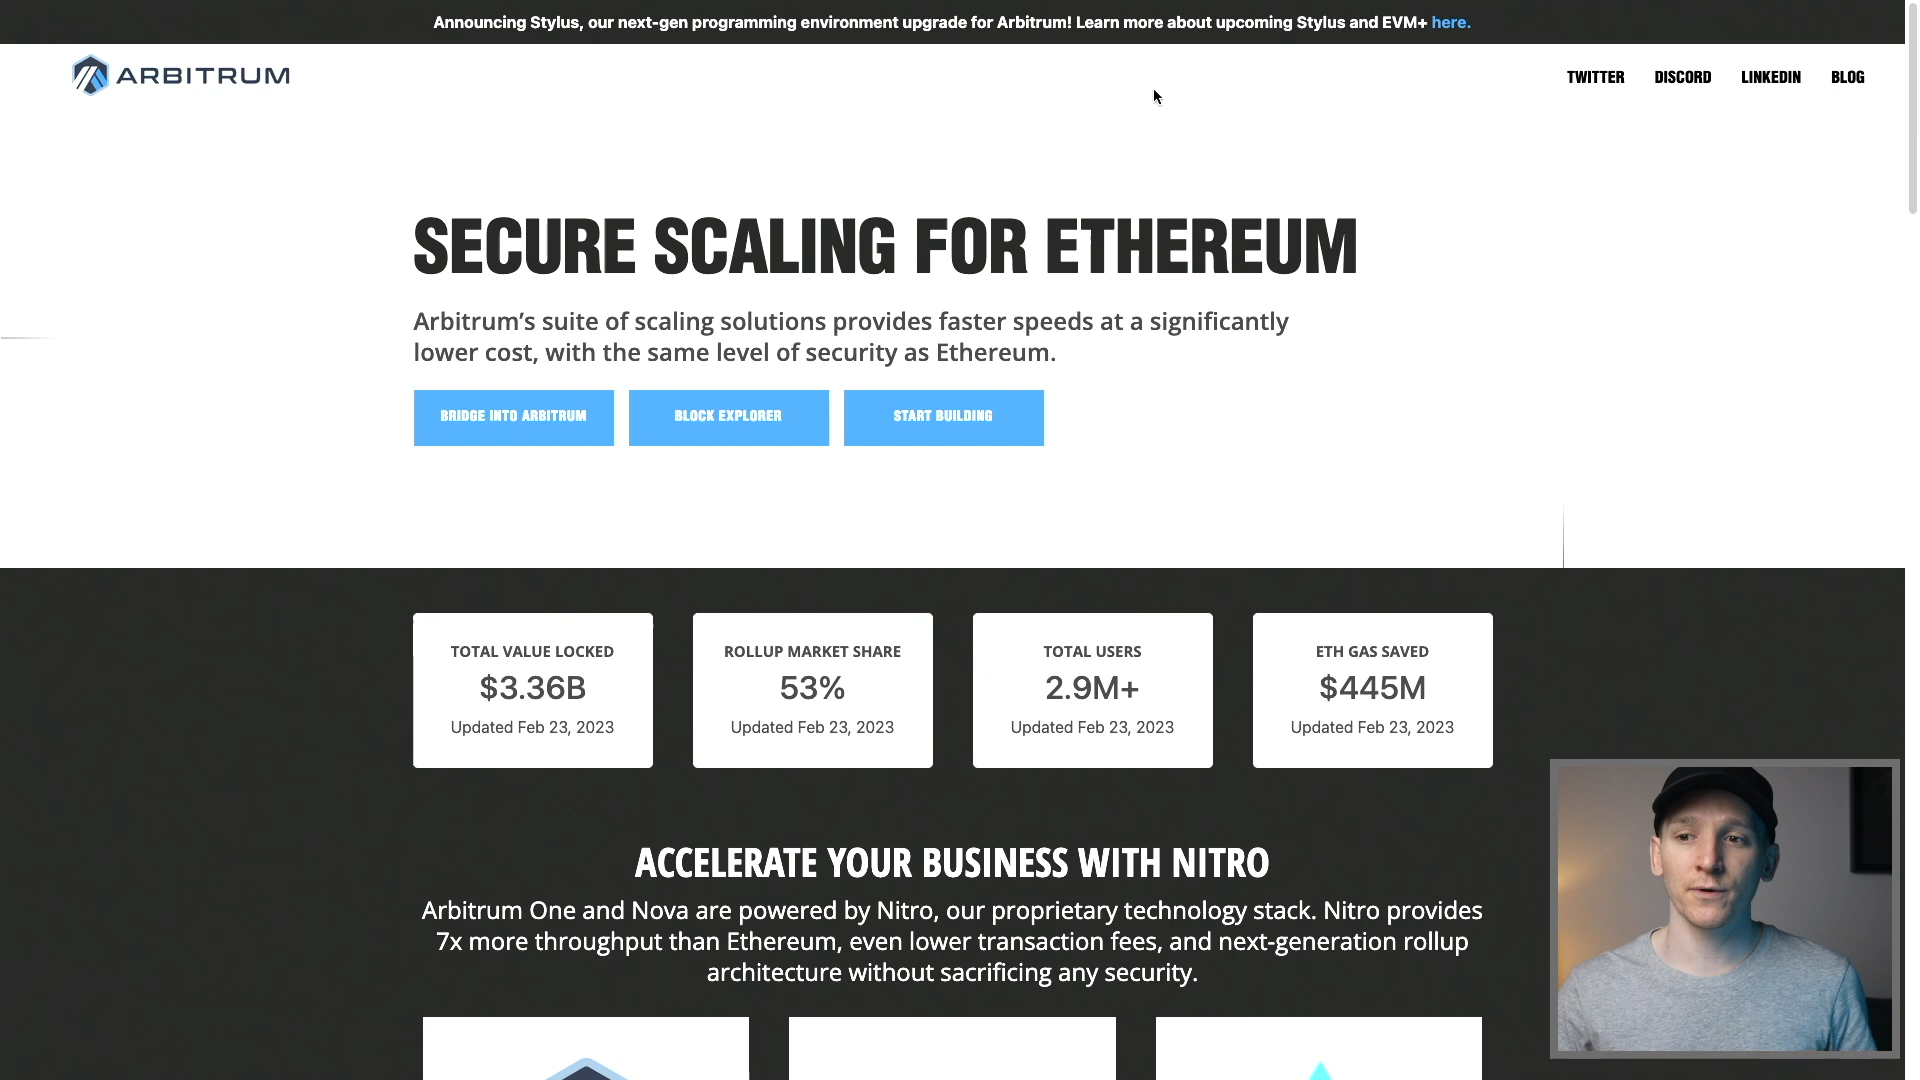 Announcing Stylus, our next-gen programming environment upgrade for Arbitrum! Learn more about upcoming Stylus and EVM+ here.
ARBITRUM
TWITTER DISCORD LINKEDIN BLOG
SECURE SCALING FOR ETHEREUM
Arbitrum’s suite of scaling solutions provides faster speeds at a significantly
lower cost, with the same level of security as Ethereum.
BRIDGE INTO ARBITRUM BLOCK EXPLORER START BUILDING
TOTAL VALUE LOCKED
$3.36B
Updated Feb 23, 2023
ROLLUP MARKET SHARE
53%
Updated Feb 23, 2023
TOTAL USERS
2.9M+
Updated Feb 23, 2023
ETH GAS SAVED
$445M
Updated Feb 23, 2023
ACCELERATE YOUR BUSINESS WITH NITRO
Arbitrum One and Nova are powered by Nitro, our proprietary technology stack. Nitro provides
7x more throughput than Ethereum, even lower transaction fees, and next-generation rollup
architecture without sacrificing any security.